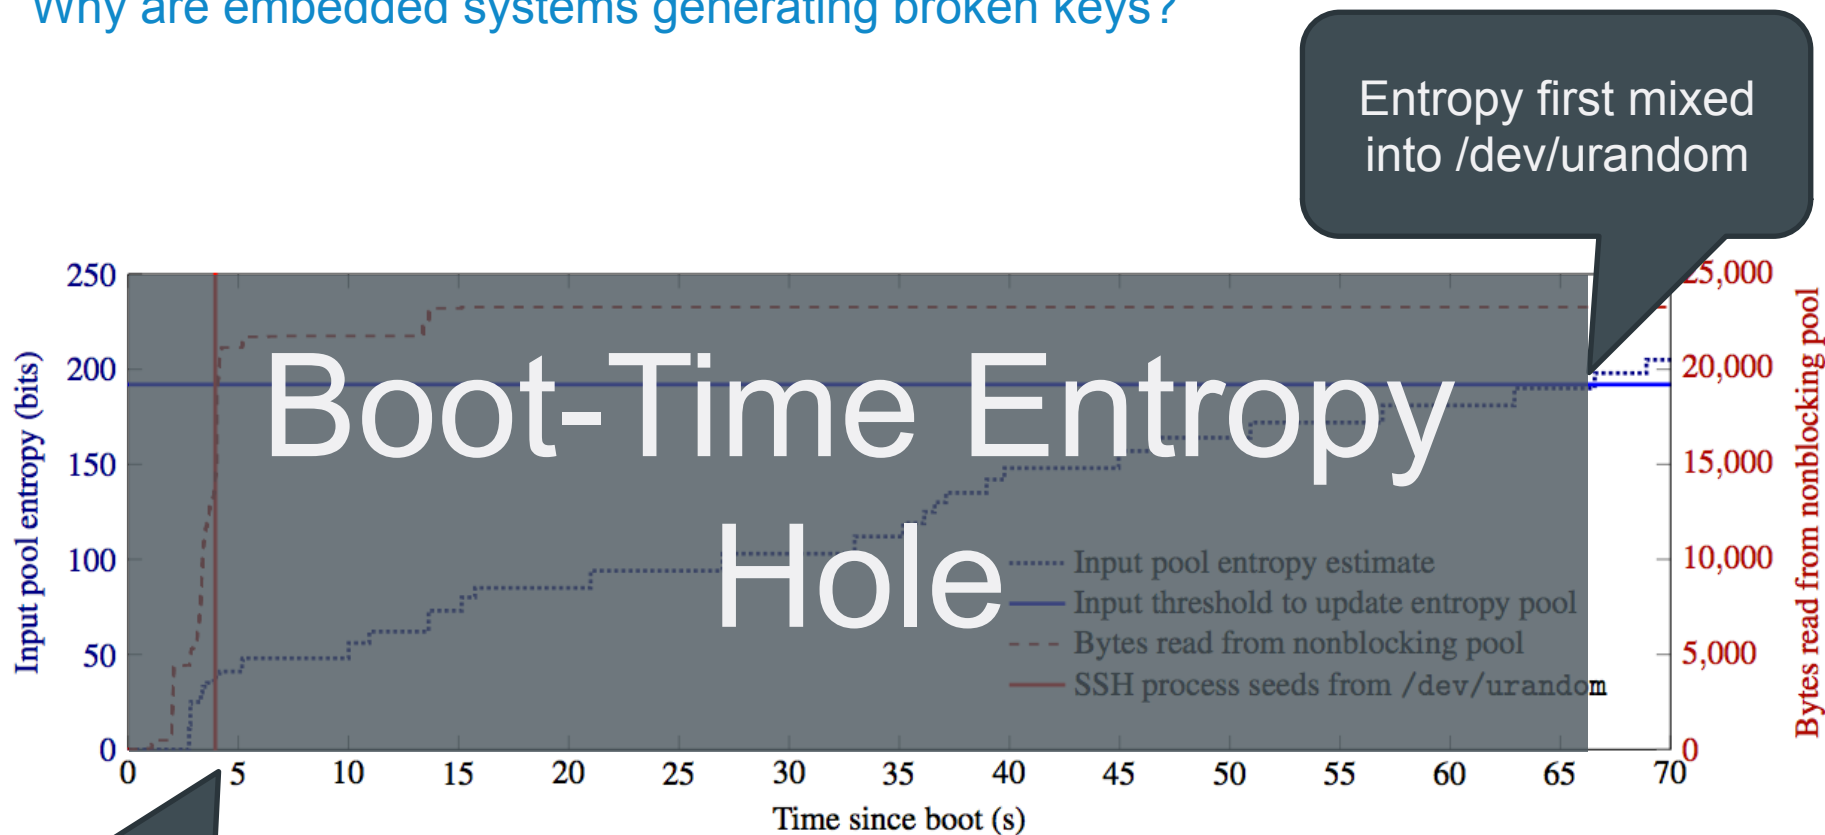 Why are embedded systems generating broken keys?
Entropy first mixed
into /dev/urandom
Boot-Time Entropy
Hole
Input pool entropy (bits)
250
200
150
100
50
0
25,000
20,000
15,000
10,000
5,000
0
Bytes read from nonblocking pool
Input pool entropy estimate
Input threshold to update entropy pool
Bytes read from nonblocking pool
SSH process seeds from /dev/urandom
0 5 10 15 20 25 30 35 40 45 50 55 60 65 70
Time since boot (s)